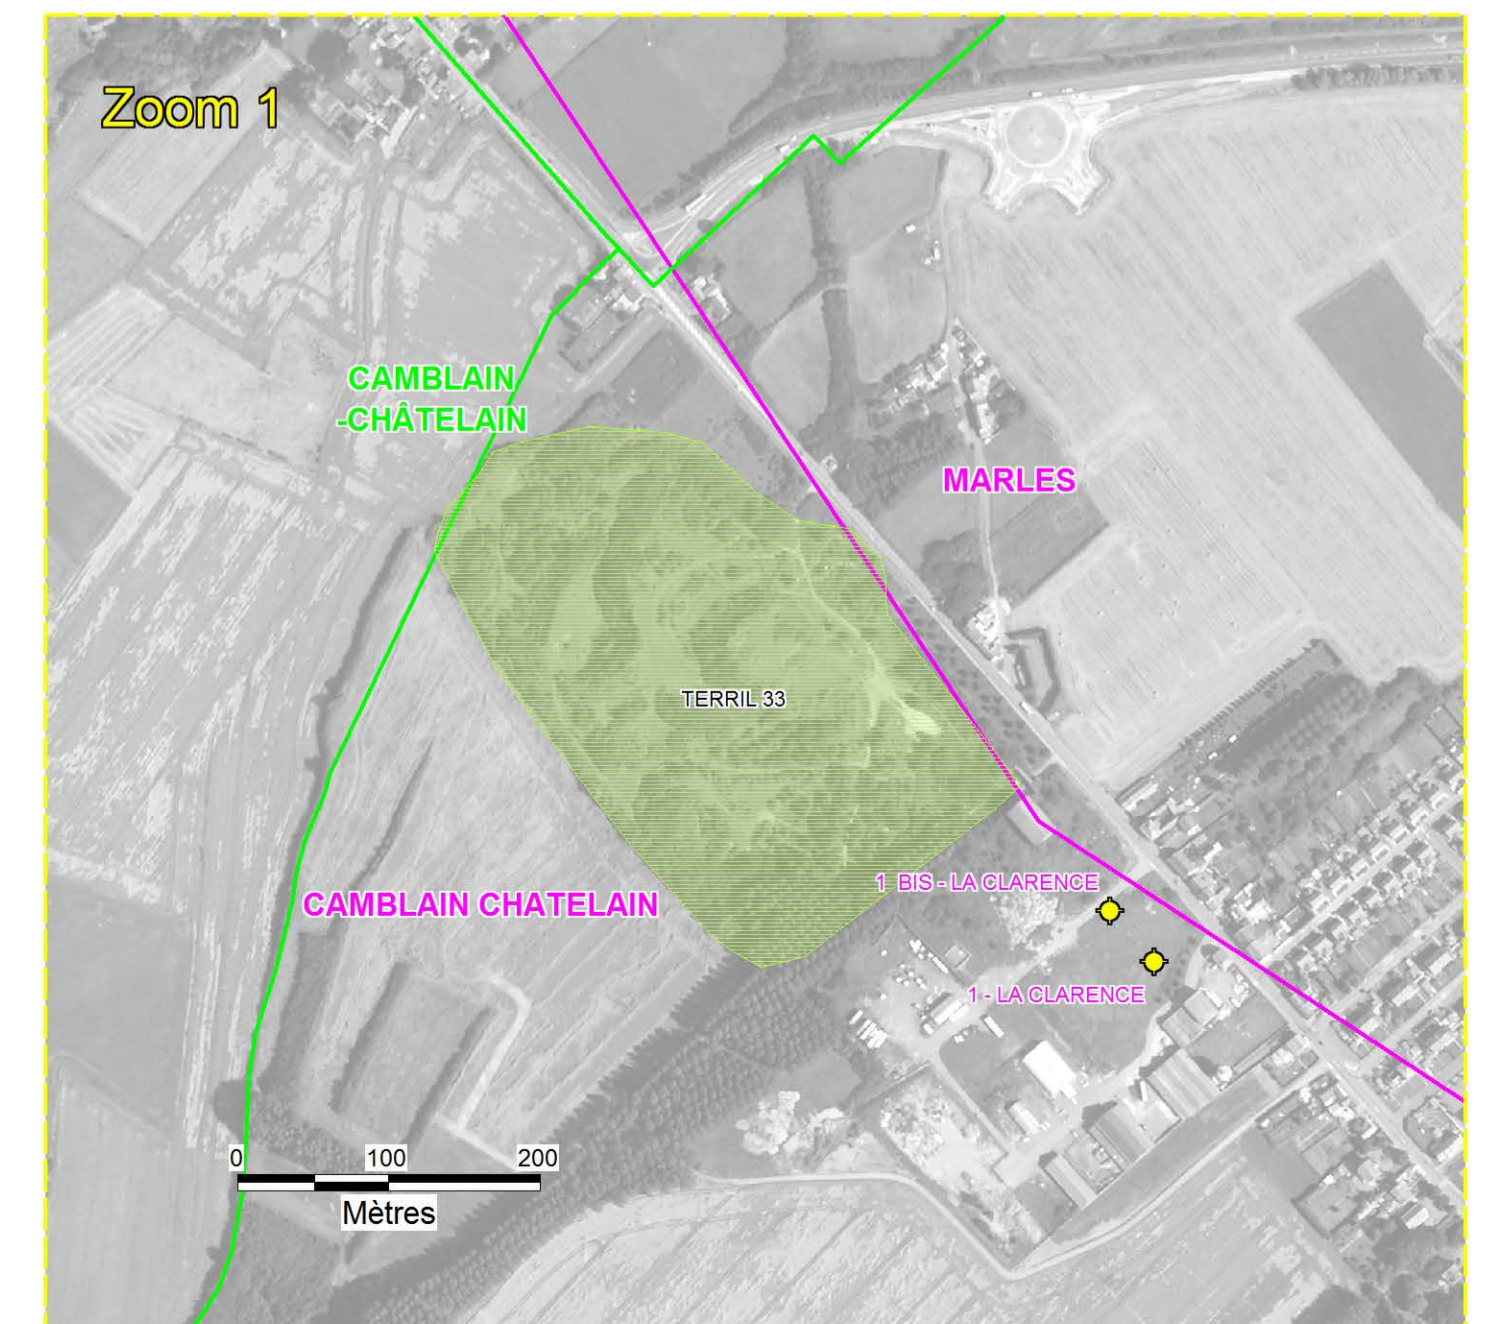 Zoom 1
CAMBLAIN
-CHÂTELAIN
MARLES
TERRIL 33
1 BIS - LA CLARENCE
CAMBLAIN CHATELAIN
1 - LA CLARENCE
0 100 200
Mètres